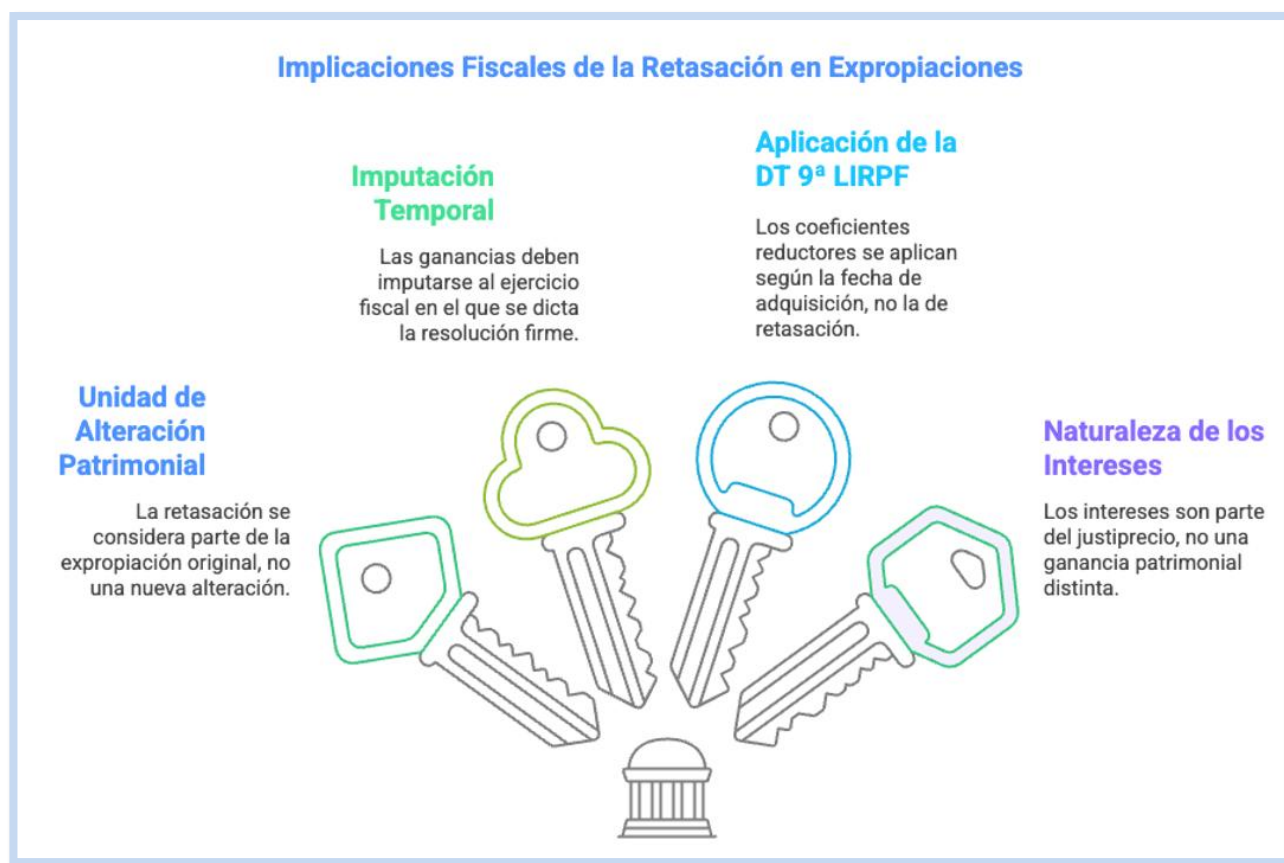 Implicaciones Fiscales de la Retasación en Expropiaciones
Imputación
Temporal
Las ganancias deben
imputarse al ejercicio
fiscal en el que se dicta
la resolución firme.
Aplicación de la
DT 9ª LIRPF
Los coeficientes
reductores se aplican
según la fecha de
adquisición, no la de
retasación.
Unidad de
Alteración
Patrimonial
La retasación se
considera parte de la
expropiación original, no
una nueva alteración.
Naturaleza de los
Intereses
Los intereses son parte
del justiprecio, no una
ganancia patrimonial
distinta.